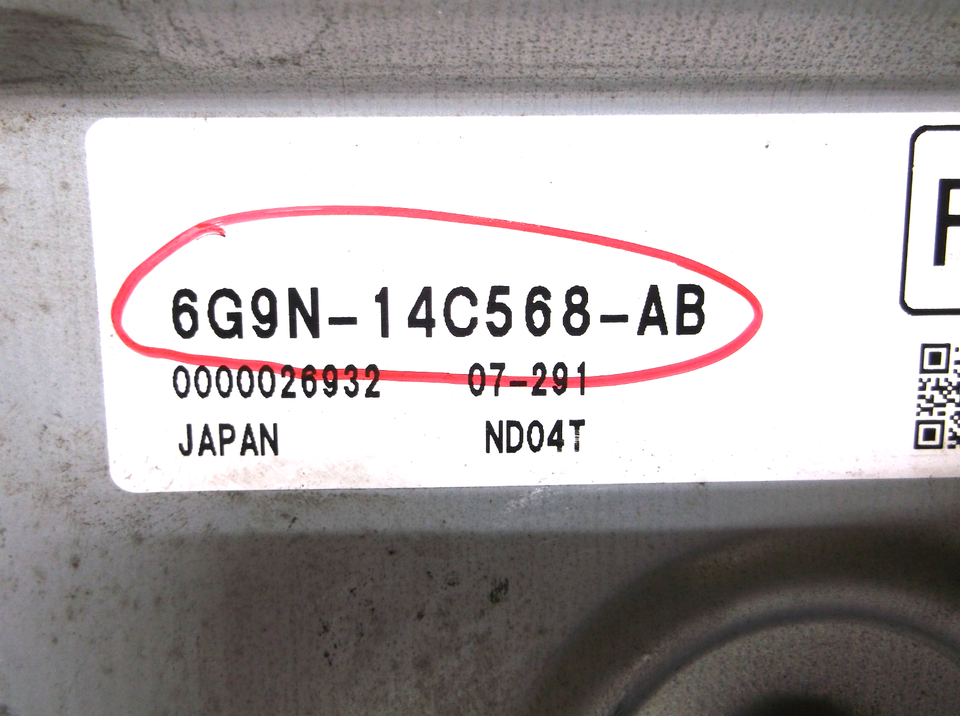 6G9N-14C568-AB
0000026932 07-291
JAPAN ND04T